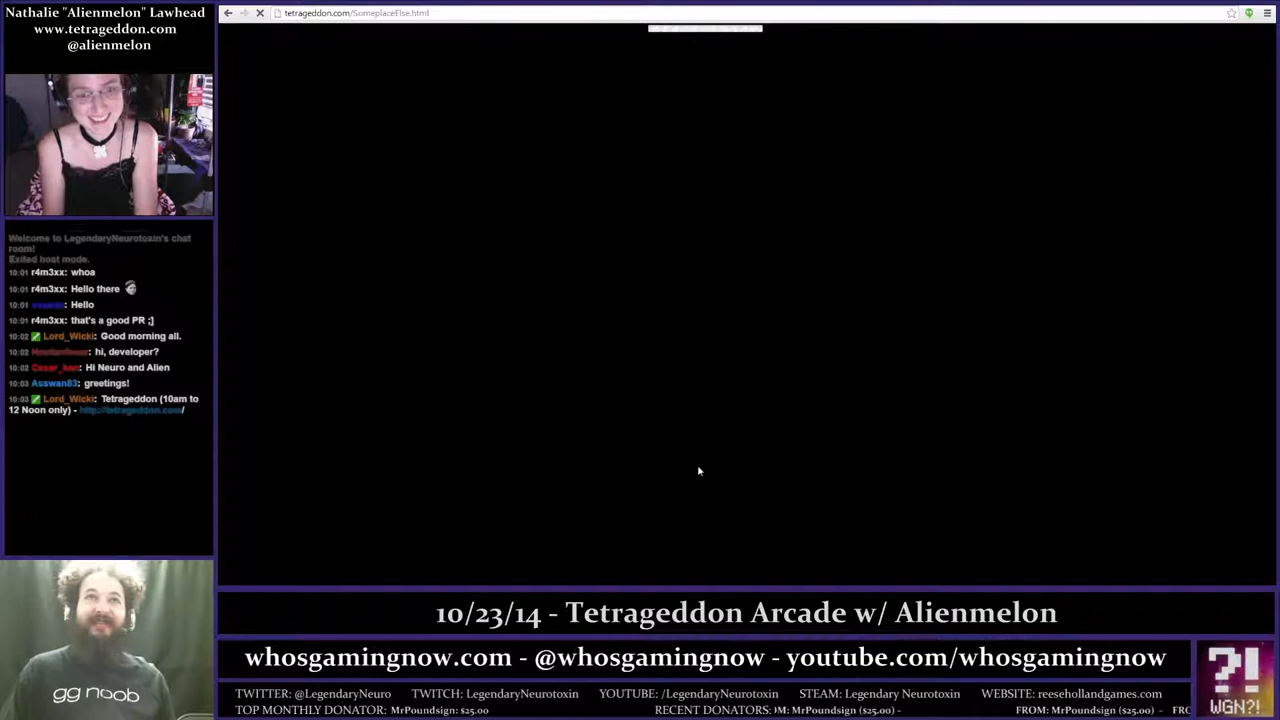 Nathalie "Alienmelon" Lawhead
www.tetrageddon.com
@alienmelon
tetrageddon.com/SomeplaceElse.html
Welcome to LegendaryNeurotoxin's chat
room!
Exited host mode.
10:01 r4m3xx: whoa
10:01 r4m3xx: Hello there
10:01 : Hello
10:01 r4m3xx: that's a good PR ;]
10:02 Lord_Wicki: Good morning all.
10:02 : hi, developer?
10:02 : Hi Neuro and Alien
10:03 Asswan83: greetings!
10:03 Lord_Wicki: Tetrageddon (10am to
12 Noon only) - http://tetrageddon.com/
gg noob
10/23/14 - Tetrageddon Arcade w/ Alienmelon
whosgamingnow.com - @whosgamingnow - youtube.com/whosgamingnow
?!
WGN?!
TWITTER: @LegendaryNeuro TWITCH: LegendaryNeurotoxin YOUTUBE: /LegendaryNeurotoxin STEAM: Legendary Neurotoxin WEBSITE: reesehollandgames.com
TOP MONTHLY DONATOR: MrPoundsign: $25.00 RECENT DONATORS: M: MrPoundsign ($25.00) - FROM: MrPoundsign ($25.00) - FRC